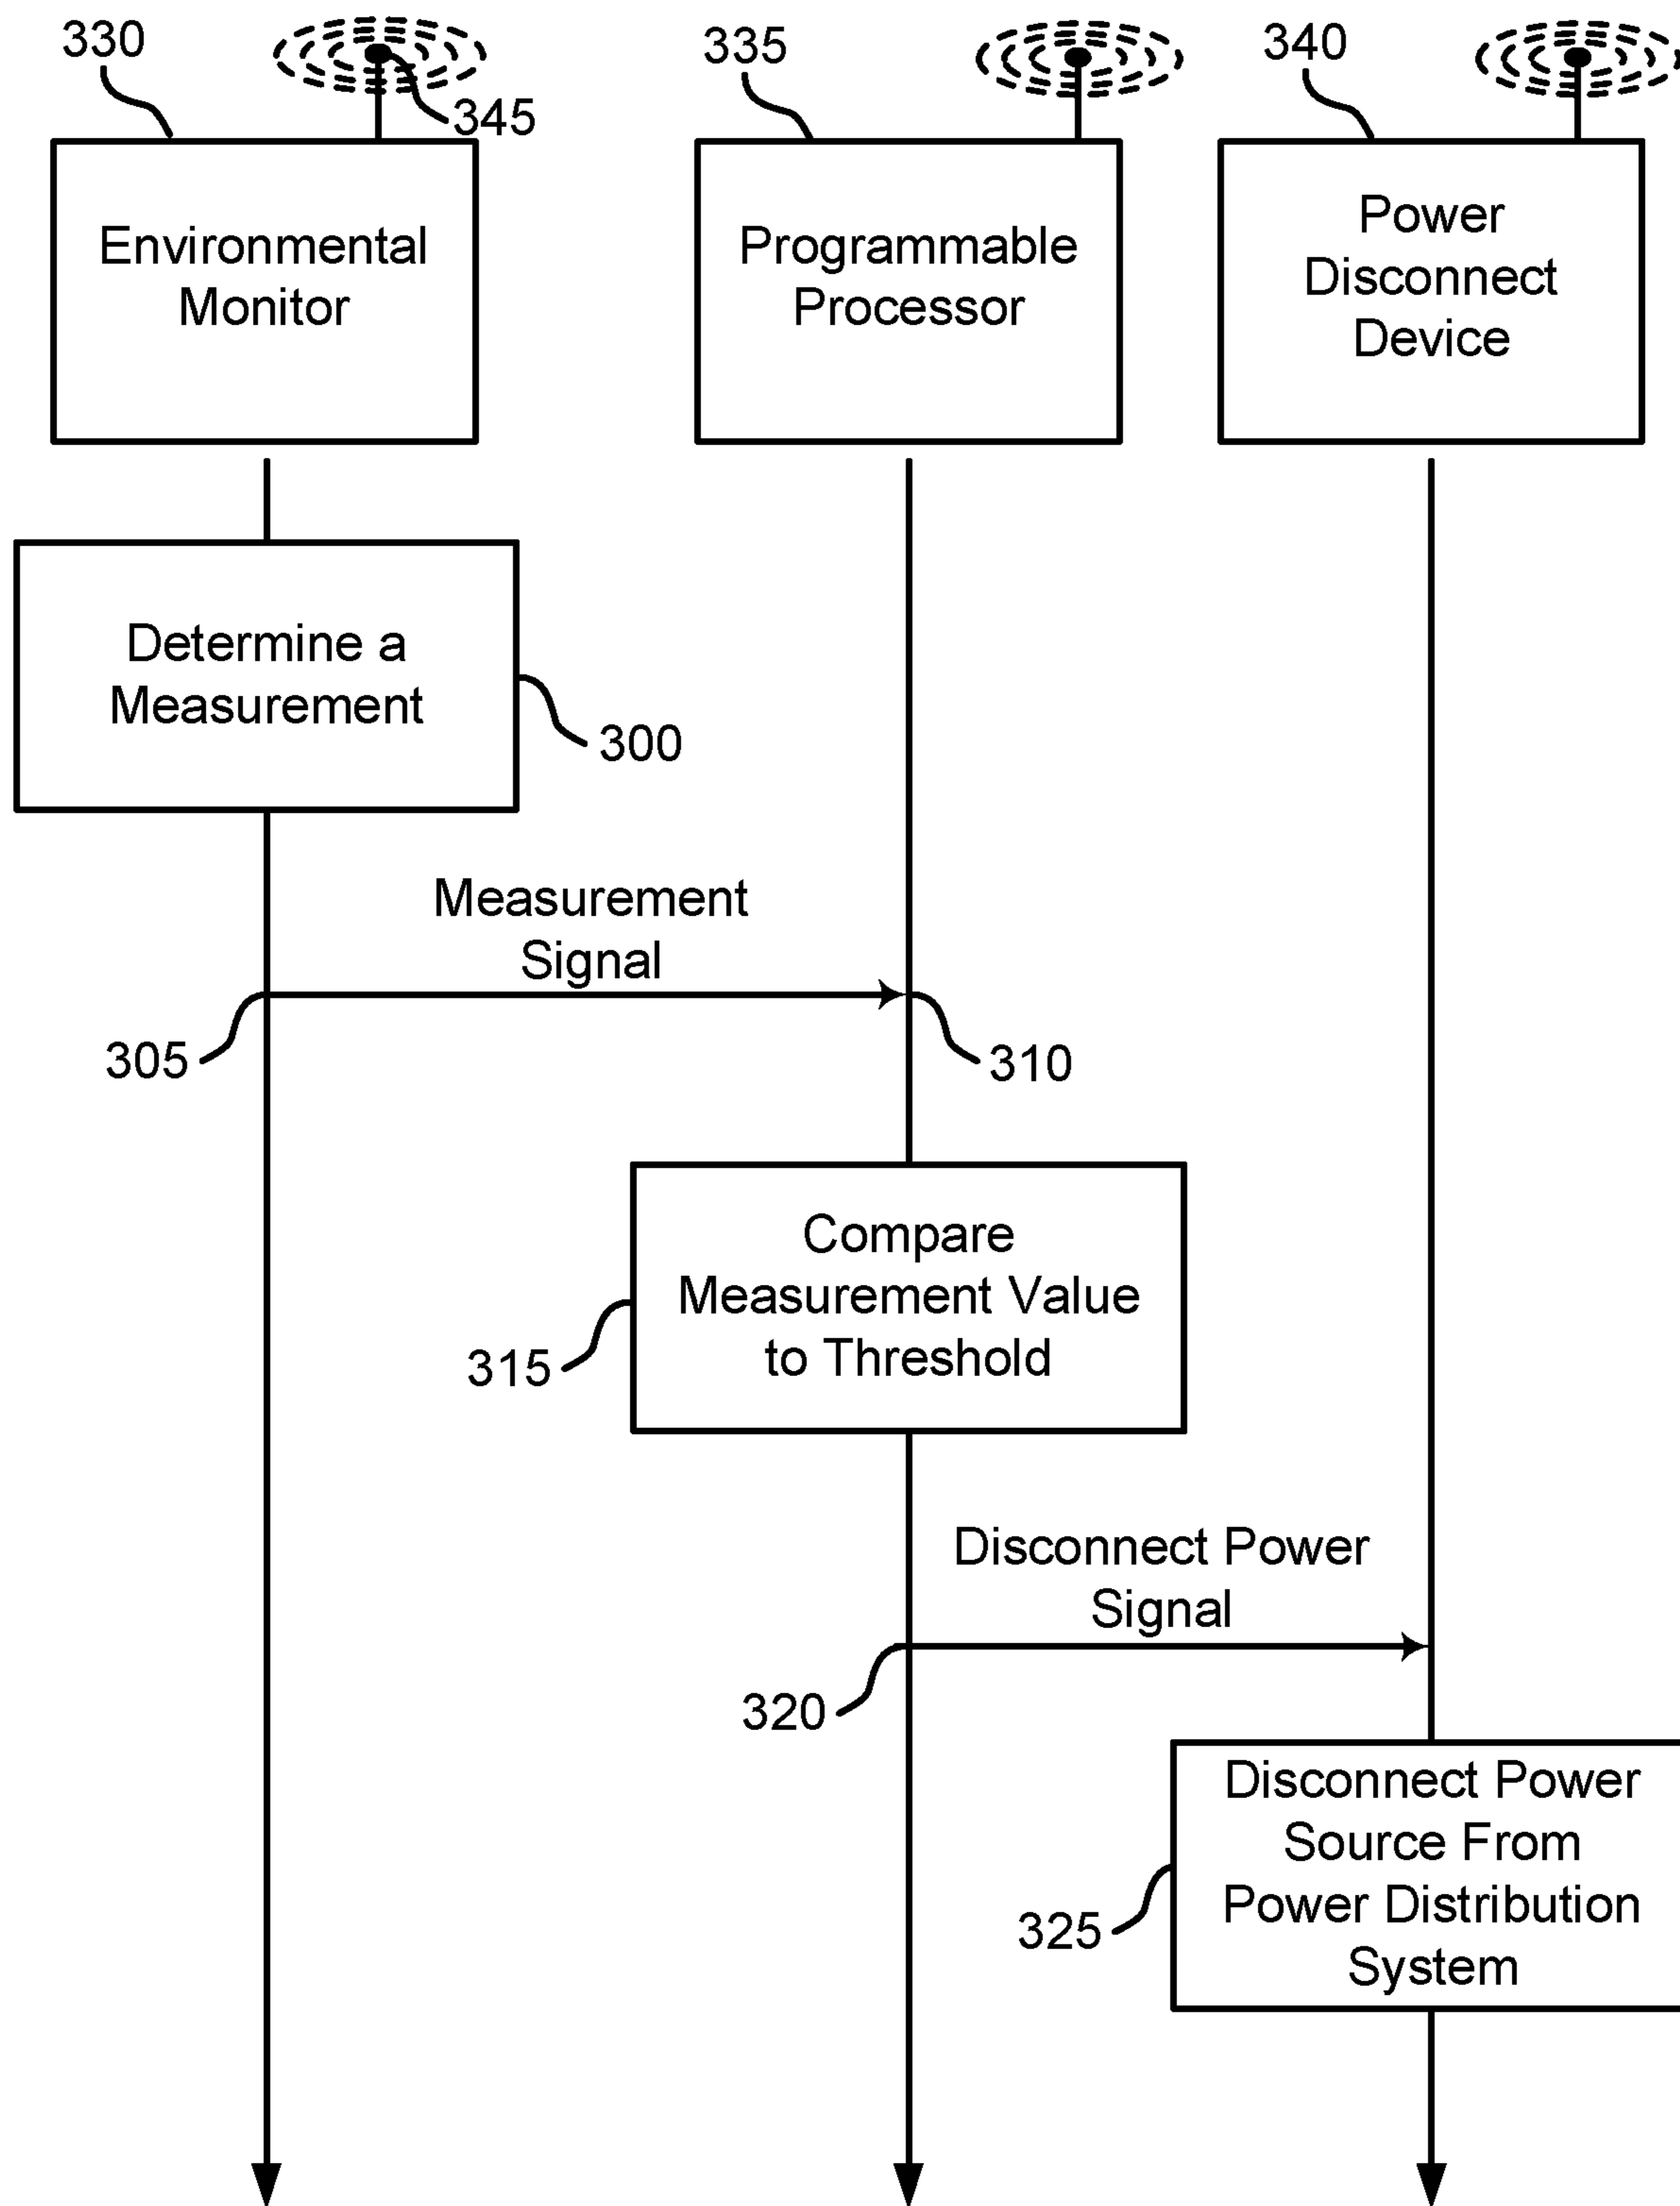 330
345
335
340
Environmental
Monitor
Programmable
Processor
Power
Disconnect
Device
Determine a
Measurement
300
Measurement
Signal
305
310
Compare
Measurement Value
to Threshold
315
Disconnect Power
Signal
320
Disconnect Power
Source From
Power Distribution
System
325